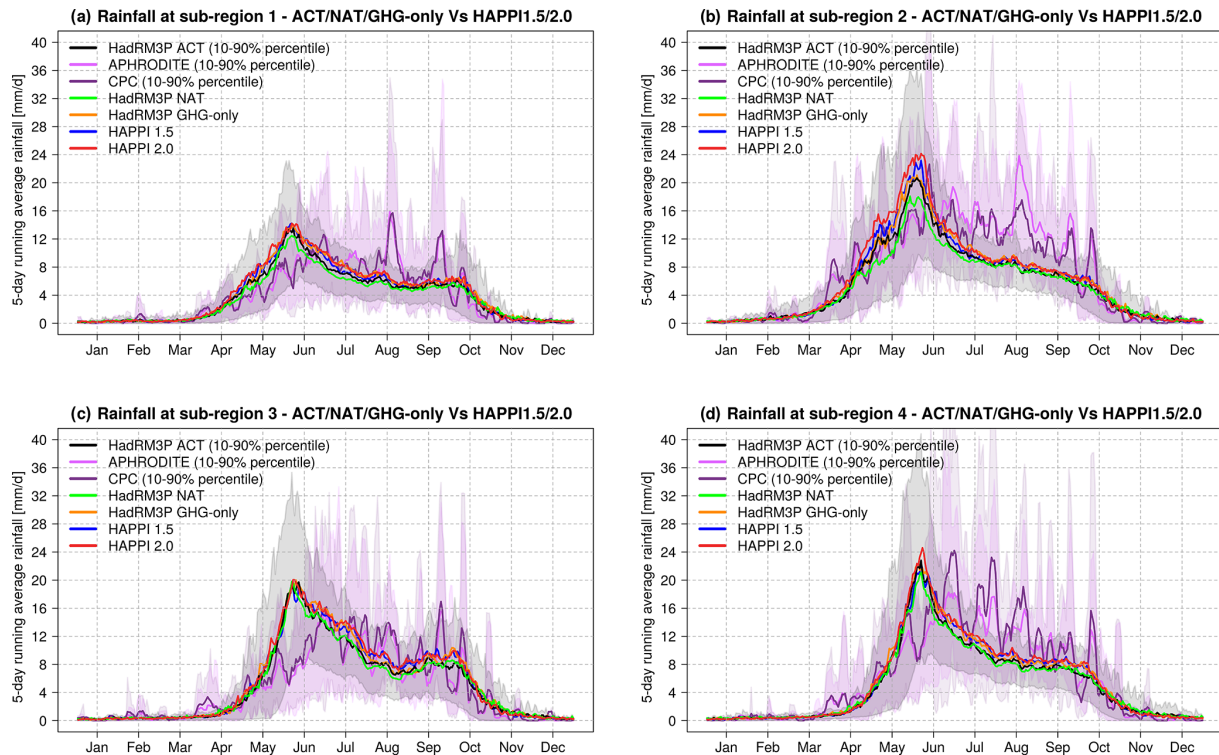 (a) Rainfall at sub-region 1 - ACT/NAT/GHG-only Vs HAPPI1.5/2.0
5-day running average rainfall [mm/d]
40
36
32
28
24
20
16
12
8
4
0
HadRM3P ACT (10-90% percentile)
APHRODITE (10-90% percentile)
CPC (10-90% percentile)
HadRM3P NAT
HadRM3P GHG-only
HAPPI 1.5
HAPPI 2.0
Jan Feb Mar Apr May Jun Jul Aug Sep Oct Nov Dec
(b) Rainfall at sub-region 2 - ACT/NAT/GHG-only Vs HAPPI1.5/2.0
5-day running average rainfall [mm/d]
40
36
32
28
24
20
16
12
8
4
0
HadRM3P ACT (10-90% percentile)
APHRODITE (10-90% percentile)
CPC (10-90% percentile)
HadRM3P NAT
HadRM3P GHG-only
HAPPI 1.5
HAPPI 2.0
Jan Feb Mar Apr May Jun Jul Aug Sep Oct Nov Dec
(c) Rainfall at sub-region 3 - ACT/NAT/GHG-only Vs HAPPI1.5/2.0
5-day running average rainfall [mm/d]
40
36
32
28
24
20
16
12
8
4
0
HadRM3P ACT (10-90% percentile)
APHRODITE (10-90% percentile)
CPC (10-90% percentile)
HadRM3P NAT
HadRM3P GHG-only
HAPPI 1.5
HAPPI 2.0
Jan Feb Mar Apr May Jun Jul Aug Sep Oct Nov Dec
(d) Rainfall at sub-region 4 - ACT/NAT/GHG-only Vs HAPPI1.5/2.0
5-day running average rainfall [mm/d]
40
36
32
28
24
20
16
12
8
4
0
HadRM3P ACT (10-90% percentile)
APHRODITE (10-90% percentile)
CPC (10-90% percentile)
HadRM3P NAT
HadRM3P GHG-only
HAPPI 1.5
HAPPI 2.0
Jan Feb Mar Apr May Jun Jul Aug Sep Oct Nov Dec